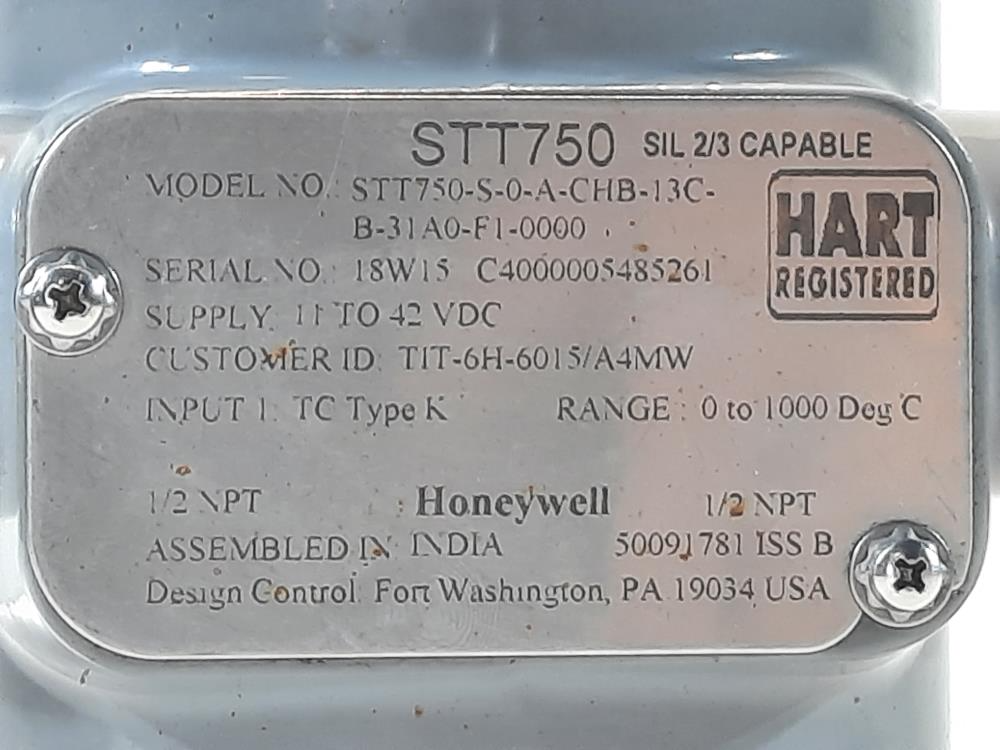 STT750 SIL 2/3 CAPABLE
MODEL NO.: STT750-S-0-A-CHB-13C-
B-31A0-F1-0000
HART
REGISTERED
SERIAL NO.: 18W15 C4000005485261
SUPPLY: 11 TO 42 VDC
CUSTOMER ID: TIT-6H-6015/A4MW
INPUT 1: TC Type K RANGE: 0 to 1000 Deg C
1/2 NPT Honeywell 1/2 NPT
ASSEMBLED IN: INDIA 50091781 ISS B
Design Control: Fort Washington, PA 19034 USA